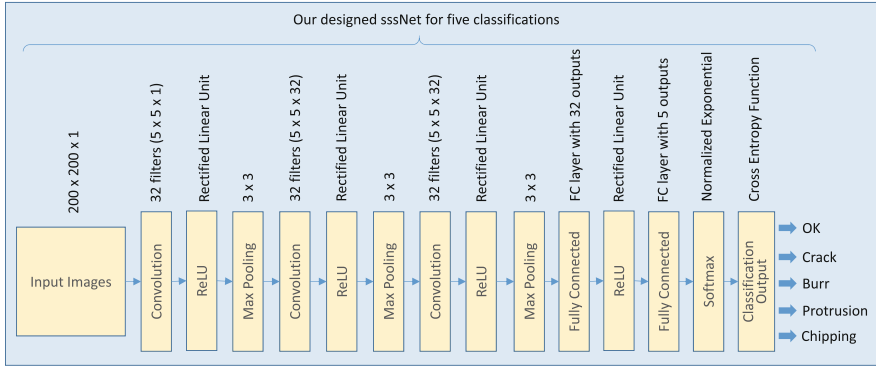 Our designed sssNet for five classifications
200 x 200 x 1
32 filters (5 x 5 x 1)
Rectified Linear Unit
3 x 3
32 filters (5 x 5 x 32)
Rectified Linear Unit
3 x 3
32 filters (5 x 5 x 32)
Rectified Linear Unit
3 x 3
FC layer with 32 outputs
Rectified Linear Unit
FC layer with 5 outputs
Normalized Exponential
Cross Entropy Function
Input Images
Convolution
ReLU
Max Pooling
Convolution
ReLU
Max Pooling
Convolution
ReLU
Max Pooling
Fully Connected
ReLU
Fully Connected
Softmax
Classification
Output
OK
Crack
Burr
Protrusion
Chipping